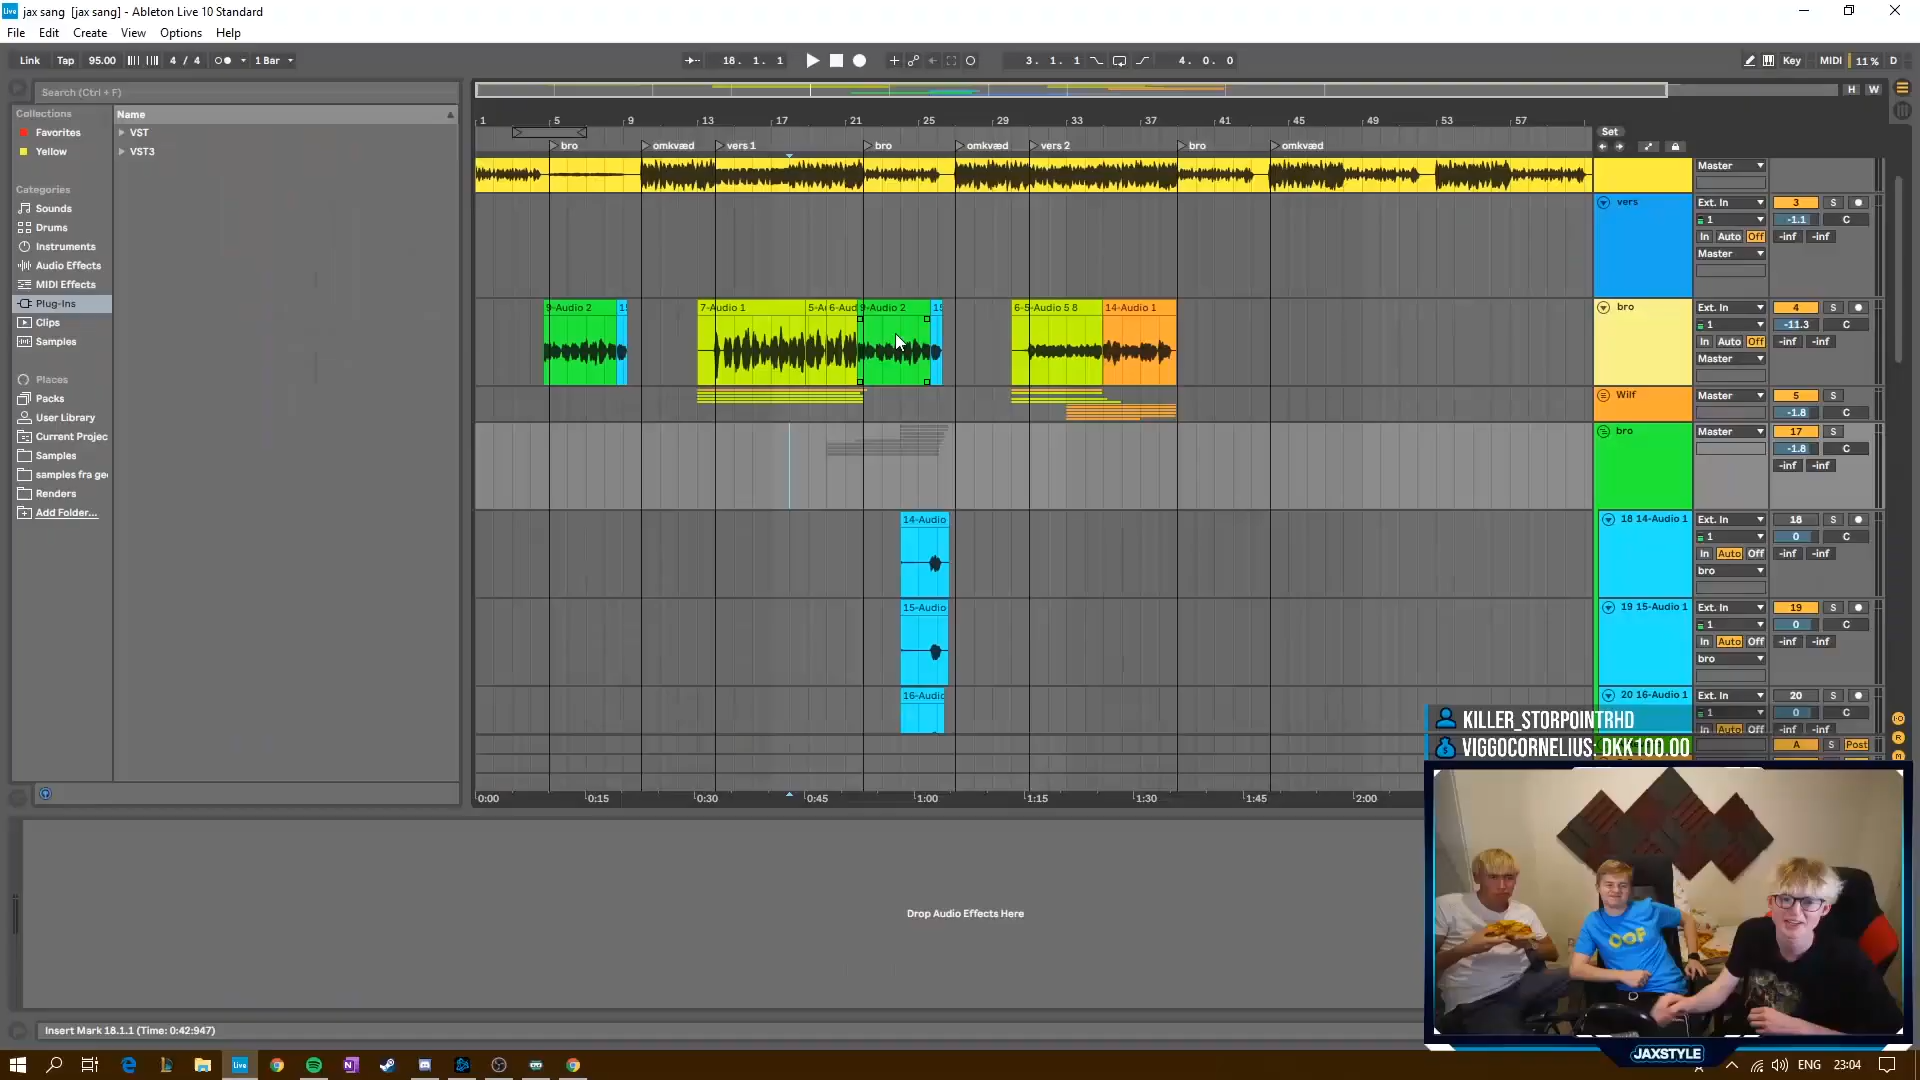 jax sang  [jax sang] - Ableton Live 10 Standard
File Edit Create View Options Help
Link Tap 95.00 4 / 4 1 Bar 18. 1. 1 3. 1. 1 4. 0. 0 Key MIDI 11 % D
Search (Ctrl + F)
H W
Collections
Favorites
Yellow
Name
VST
VST3
Categories
Sounds
Drums
Instruments
Audio Effects
MIDI Effects
Plug-Ins
Clips
Samples
Places
Packs
User Library
Current Projec
Samples
samples fra ge
Renders
Add Folder...
1 5 9 13 17 21 25 29 33 37 41 45 49 53 57
Set
bro omkvæd vers 1 bro omkvæd vers 2 bro omkvæd
Master
vers Ext. In 3 S
1 -1.1 C
In Auto Off -inf -inf
Master
9-Audio 2 7-Audio 1 9-Audio 2 6-5-Audio 5 8 14-Audio 1
bro Ext. In 4 S
1 -11.3 C
In Auto Off -inf -inf
Master
Wilf Master 5 S
-1.8 C
bro Master 17 S
-1.8 C
-inf -inf
14-Audio
18 14-Audio 1 Ext. In 18 S
1 0 C
In Auto Off -inf -inf
bro
15-Audio
19 15-Audio 1 Ext. In 19 S
1 0 C
In Auto Off -inf -inf
bro
16-Audio
20 16-Audio 1 Ext. In 20 S
1 0 C
In Auto Off -inf -inf
A S Post
KILLER_STORPOINTRHD
VIGGOCORNELIUS: DKK100.00
0:00 0:15 0:30 0:45 1:00 1:15 1:30 1:45 2:00
Drop Audio Effects Here
OOF
Insert Mark 18.1.1 (Time: 0:42:947)
JAXSTYLE
Live
ENG 23:04